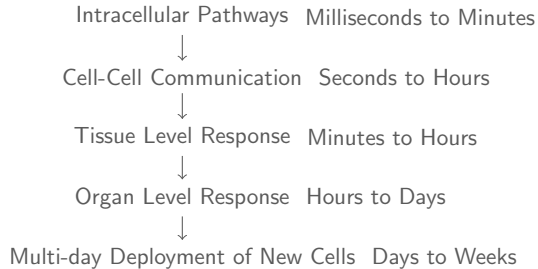 Intracellular Pathways Milliseconds to Minutes
Cell-Cell Communication Seconds to Hours
Tissue Level Response Minutes to Hours
Organ Level Response Hours to Days
Multi-day Deployment of New Cells Days to Weeks